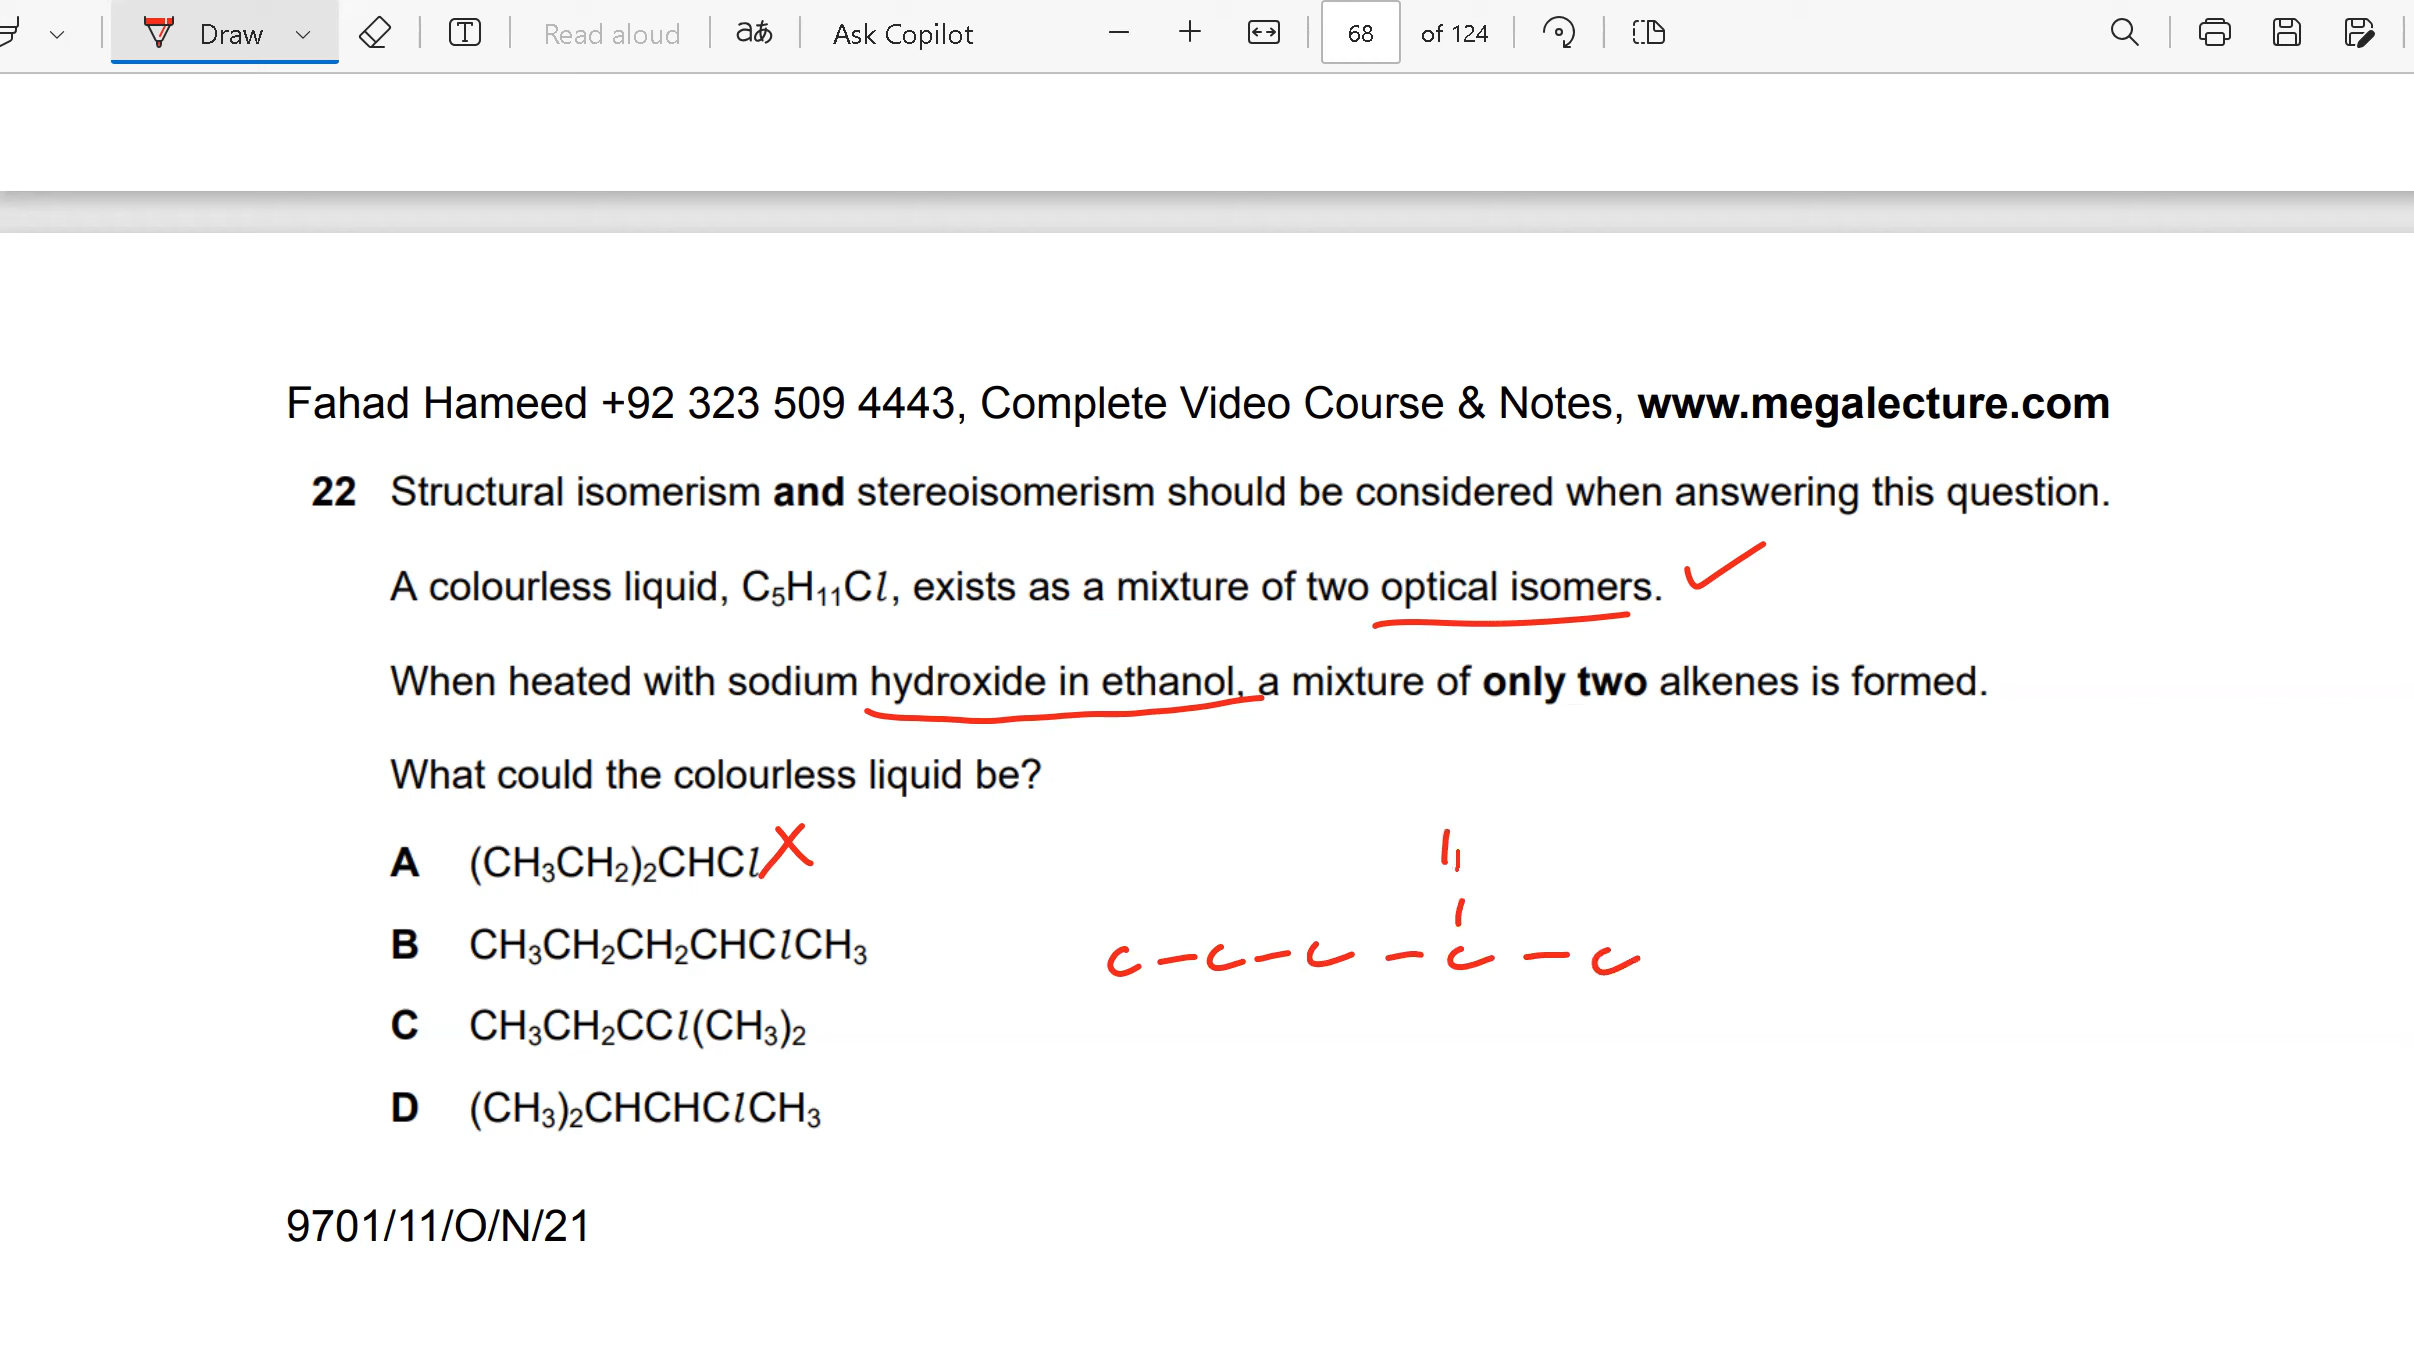 Draw Read aloud aあ Ask Copilot 68 of 124
Fahad Hameed +92 323 509 4443, Complete Video Course & Notes, www.megalecture.com
22 Structural isomerism and stereoisomerism should be considered when answering this question.
A colourless liquid, C₅H₁₁Cl, exists as a mixture of two optical isomers.
When heated with sodium hydroxide in ethanol, a mixture of only two alkenes is formed.
What could the colourless liquid be?
A (CH₃CH₂)₂CHCl
B CH₃CH₂CH₂CHClCH₃
C CH₃CH₂CCl(CH₃)₂
D (CH₃)₂CHCHClCH₃
c-c-c-c-c
9701/11/O/N/21